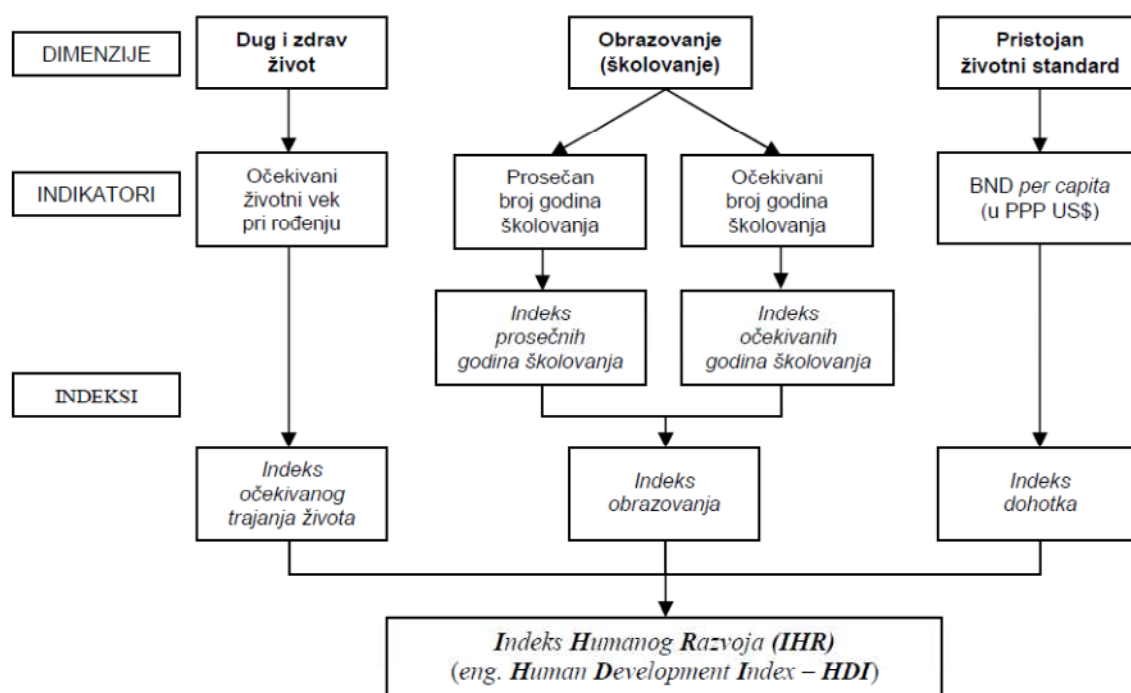 DIMENZIJE
Dug i zdrav
život
Obrazovanje
(školovanje)
Pristojan
životni standard
INDIKATORI
Očekivani
životni vek
pri rođenju
Prosečan
broj godina
školovanja
Očekivani
broj godina
školovanja
BND per capita
(u PPP US$)
Indeks
prosečnih
godina školovanja
Indeks
očekivanih
godina školovanja
INDEKSI
Indeks
očekivanog
trajanja života
Indeks
obrazovanja
Indeks
dohotka
Indeks Humanog Razvoja (IHR)
(eng. Human Development Index – HDI)